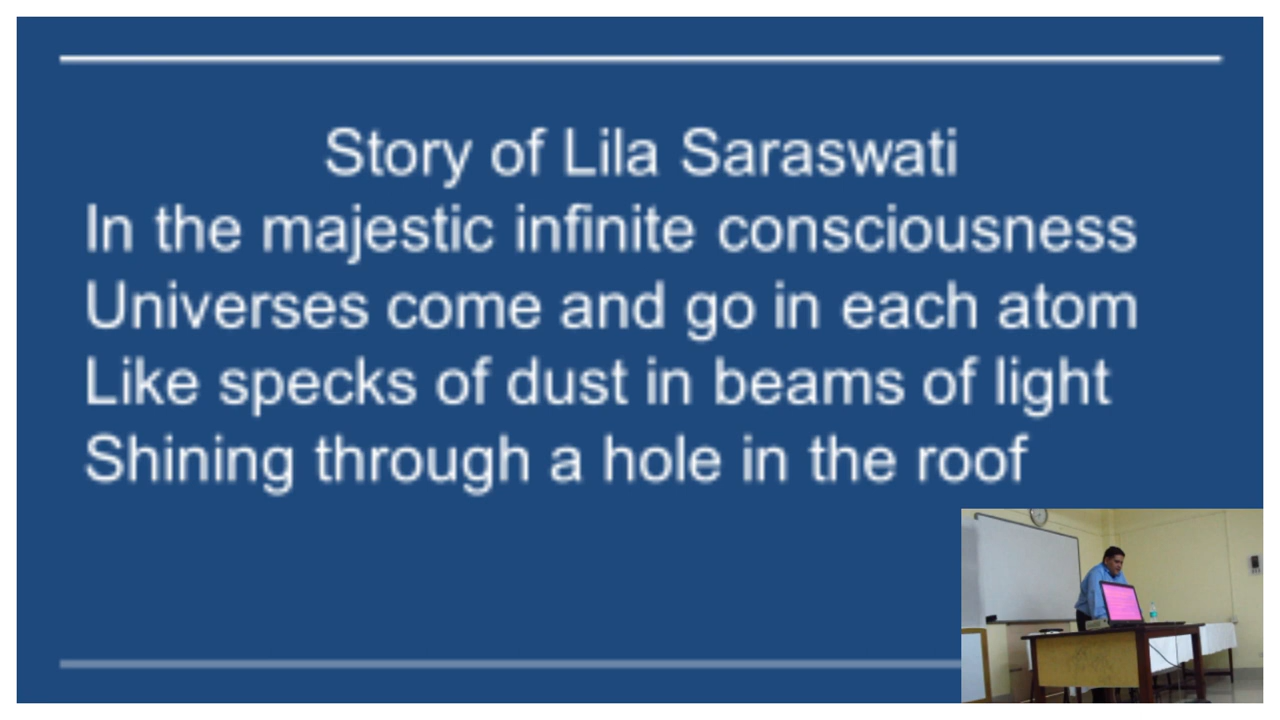 Story of Lila Saraswati
In the majestic infinite consciousness
Universes come and go in each atom
Like specks of dust in beams of light
Shining through a hole in the roof